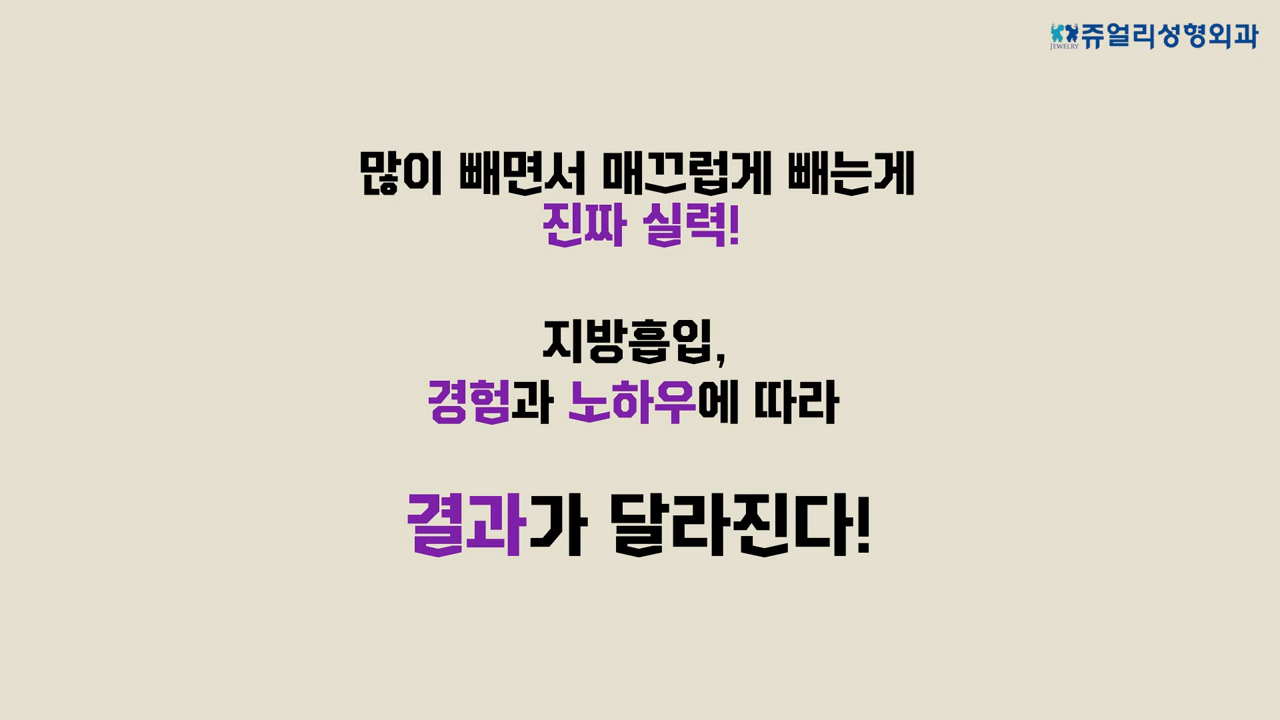 JEWELRY 쥬얼리성형외과
많이 빼면서 매끄럽게 빼는게
진짜 실력!
지방흡입,
경험과 노하우에 따라
결과가 달라진다!